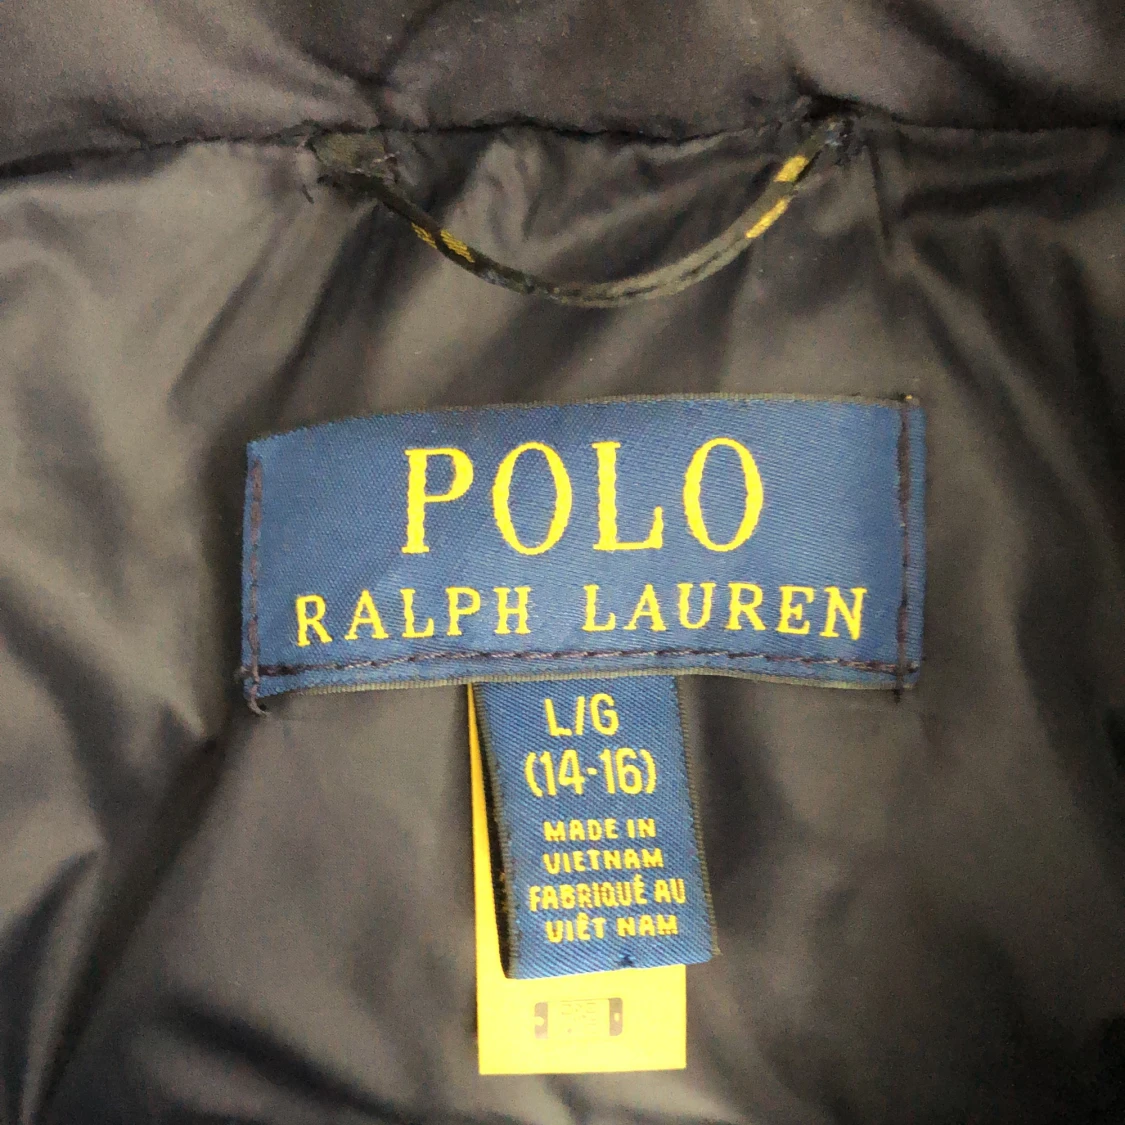 POLO
RALPH LAUREN
L/G
(14-16)
MADE IN
VIETNAM
FABRIQUÉ AU
VIÊT NAM